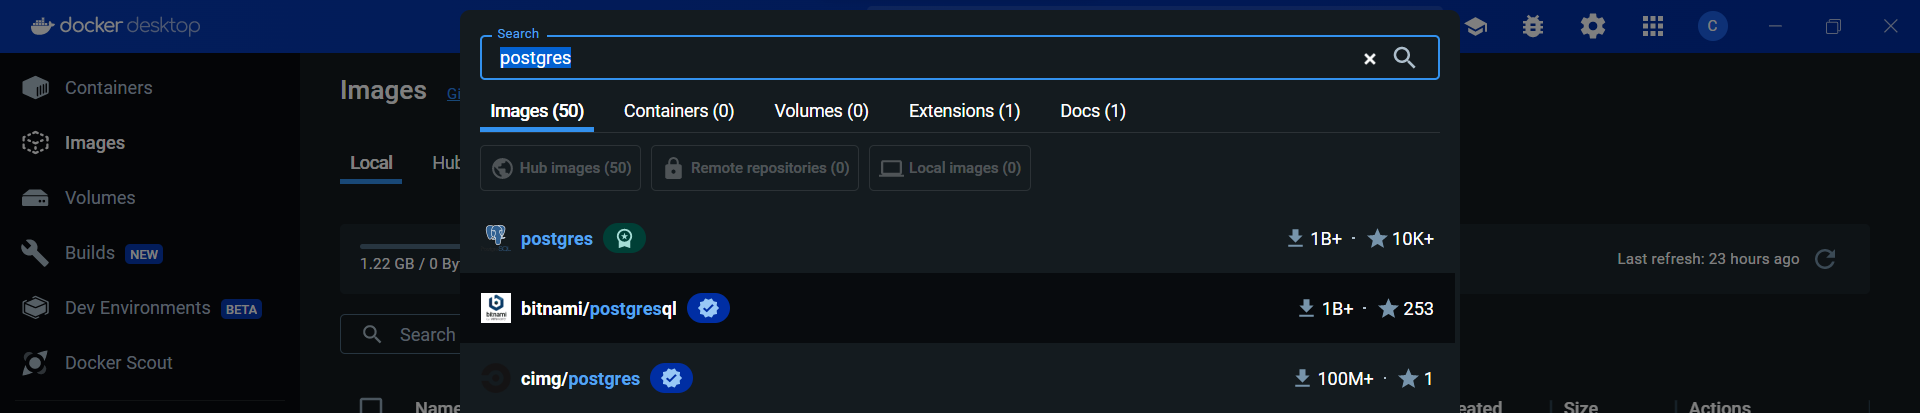 docker desktop
Search
postgres
C
Containers
Images
Volumes
Builds NEW
Dev Environments BETA
Docker Scout
Images Gi
Local Hub
1.22 GB / 0 By
Search
Name
Images (50) Containers (0) Volumes (0) Extensions (1) Docs (1)
Hub images (50) Remote repositories (0) Local images (0)
postgres 1B+ · 10K+
bitnami/postgresql 1B+ · 253
cimg/postgres 100M+ · 1
Last refresh: 23 hours ago
eated Size Actions